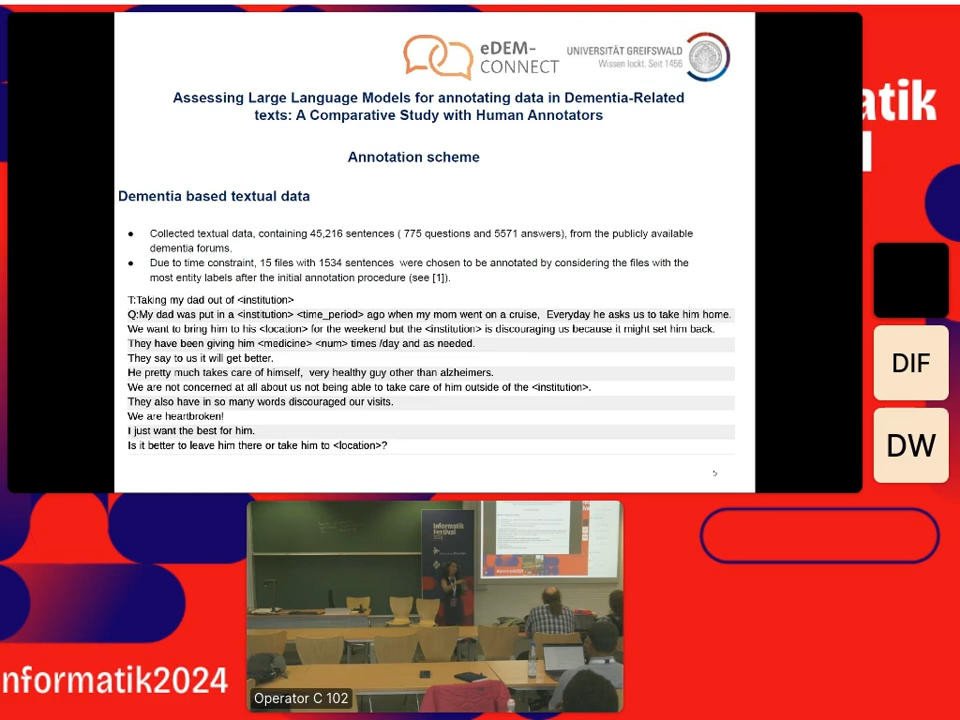 eDEM-
CONNECT
UNIVERSITÄT GREIFSWALD
Wissen lockt. Seit 1456
Assessing Large Language Models for annotating data in Dementia-Related
texts: A Comparative Study with Human Annotators
Annotation scheme
Dementia based textual data
● Collected textual data, containing 45,216 sentences ( 775 questions and 5571 answers), from the publicly available
dementia forums.
● Due to time constraint, 15 files with 1534 sentences were chosen to be annotated by considering the files with the
most entity labels after the initial annotation procedure (see [1]).
T:Taking my dad out of <institution>
Q:My dad was put in a <institution> <time_period> ago when my mom went on a cruise, Everyday he asks us to take him home.
We want to bring him to his <location> for the weekend but the <institution> is discouraging us because it might set him back.
They have been giving him <medicine> <num> times /day and as needed.
They say to us it will get better.
He pretty much takes care of himself, very healthy guy other than alzheimers.
We are not concerned at all about us not being able to take care of him outside of the <institution>.
They also have in so many words discouraged our visits.
We are heartbroken!
I just want the best for him.
Is it better to leave him there or take him to <location>?
5
atik
DIF
DW
Informatik
Festival
Operator C 102
nformatik2024